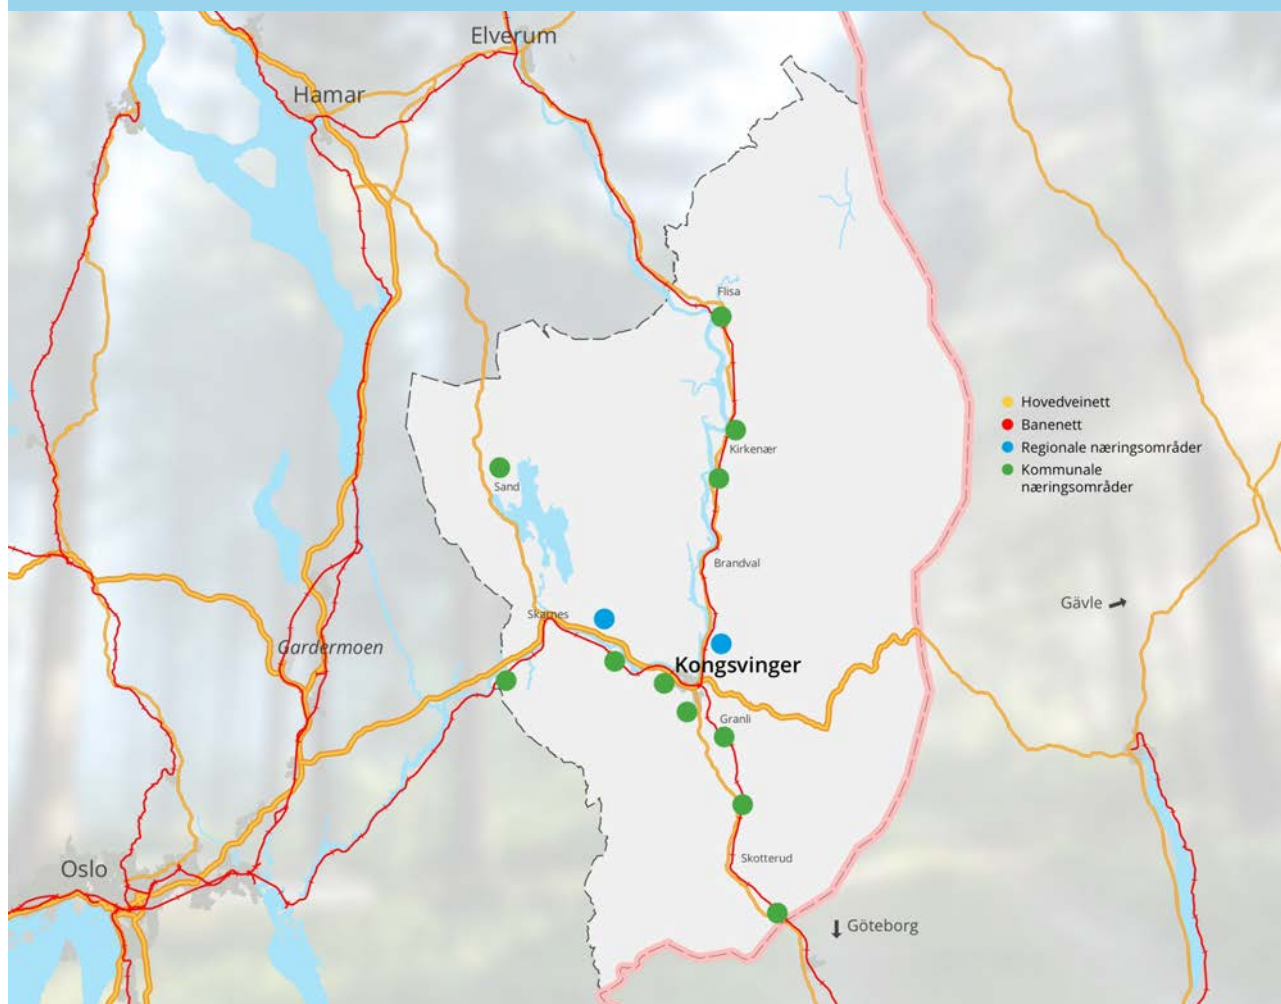 Elverum
Hamar
Flisa
Hovedveinett
Banenett
Regionale næringsområder
Kommunale
næringsområder
Kirkenær
Sand
Brandval
Gävle
Skarnes
Gardermoen
Kongsvinger
Granli
Skotterud
Oslo
Göteborg